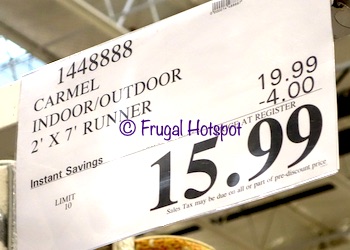 1448888
CARMEL
INDOOR/OUTDOOR 19.99
2' X 7' RUNNER -4.00
© Frugal Hotspot
AT REGISTER
Instant Savings 15.99
LIMIT
10
Sales Tax may be due on all or part of pre-discount price